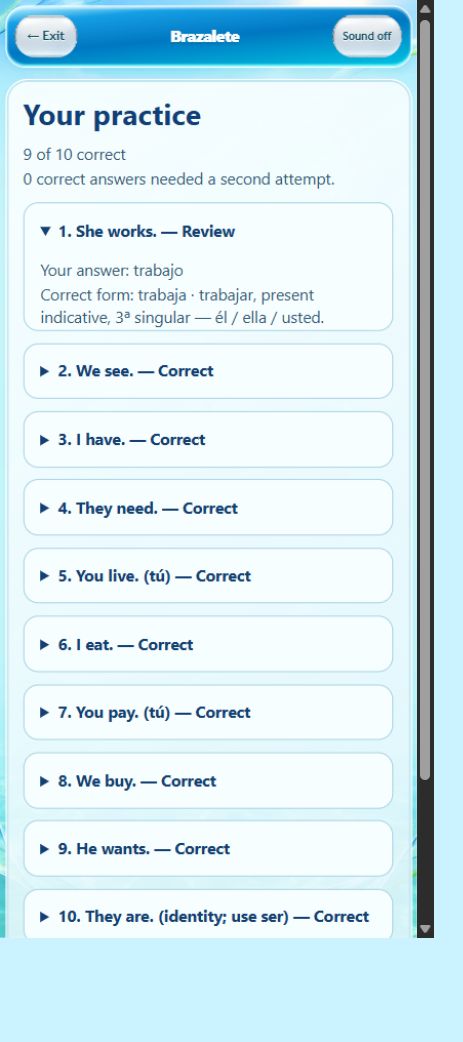 ← Exit
Brazalete
Sound off
Your practice
9 of 10 correct
0 correct answers needed a second attempt.
▼ 1. She works. — Review
Your answer: trabajo
Correct form: trabaja · trabajar, present
indicative, 3ª singular — él / ella / usted.
▶ 2. We see. — Correct
▶ 3. I have. — Correct
▶ 4. They need. — Correct
▶ 5. You live. (tú) — Correct
▶ 6. I eat. — Correct
▶ 7. You pay. (tú) — Correct
▶ 8. We buy. — Correct
▶ 9. He wants. — Correct
▶ 10. They are. (identity; use ser) — Correct